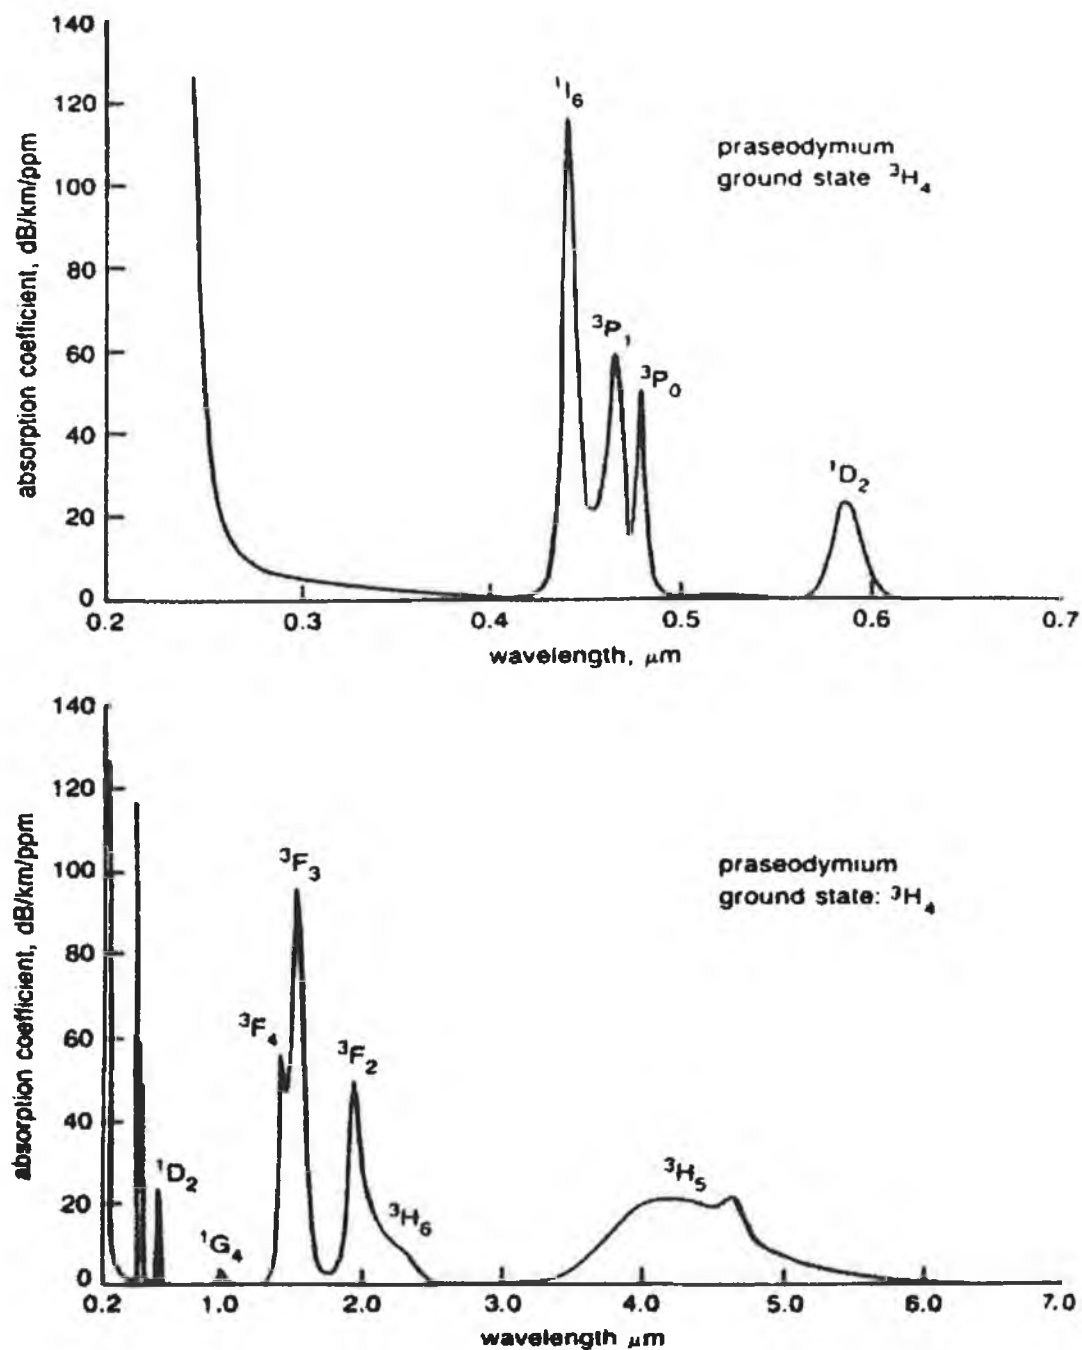 140
120
100
80
60
40
20
0
absorption coefficient, dB/km/ppm
¹I₆
³P₁
³P₀
¹D₂
praseodymium
ground state ³H₄
0.2 0.3 0.4 0.5 0.6 0.7
wavelength, μm
140
120
100
80
60
40
20
0
absorption coefficient, dB/km/ppm
³F₃
³F₄
³F₂
¹D₂
¹G₄
³H₆
³H₅
praseodymium
ground state: ³H₄
0.2 1.0 2.0 3.0 4.0 5.0 6.0 7.0
wavelength μm